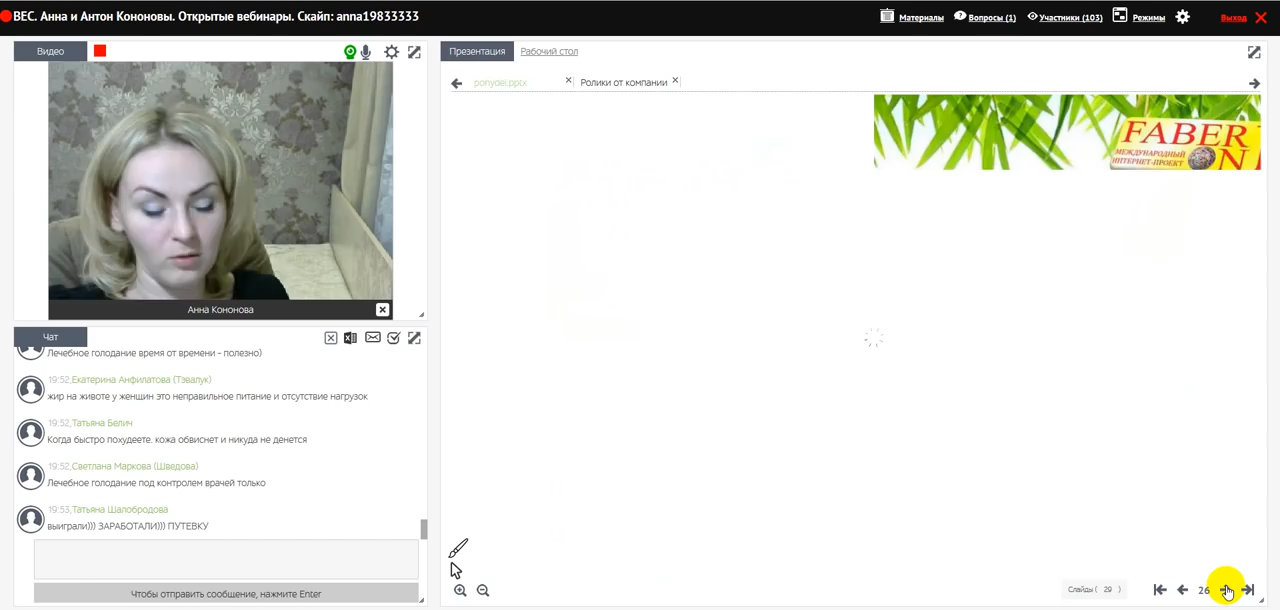 ВЕС. Анна и Антон Кононовы. Открытые вебинары. Скайп: anna19833333
Материалы Вопросы (1) Участники (103) Режимы Выход
Видео
Анна Кононова
Чат
Лечебное голодание время от времени - полезно)
19:52,Екатерина Анфилатова (Тзвалук)
жир на животе у женщин это неправильное питание и отсутствие нагрузок
19:52,Татьяна Белич
Когда быстро похудеете. кожа обвиснет и никуда не денется
19:52,Светлана Маркова (Шведова)
Лечебное голодание под контролем врачей только
19:53,Татьяна Шалобродова
выиграли))) ЗАРАБОТАЛИ))) ПУТЕВКУ
Чтобы отправить сообщение, нажмите Enter
Презентация Рабочий стол
ponydei.pptx Ролики от компании
FABER
МЕЖДУНАРОДНЫЙ
ИНТЕРНЕТ-ПРОЕКТ
N
Слайды ( 29 ) 26